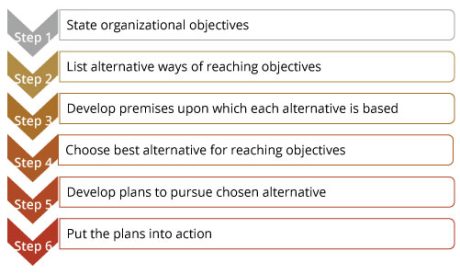 Step 1
State organizational objectives
Step 2
List alternative ways of reaching objectives
Step 3
Develop premises upon which each alternative is based
Step 4
Choose best alternative for reaching objectives
Step 5
Develop plans to pursue chosen alternative
Step 6
Put the plans into action